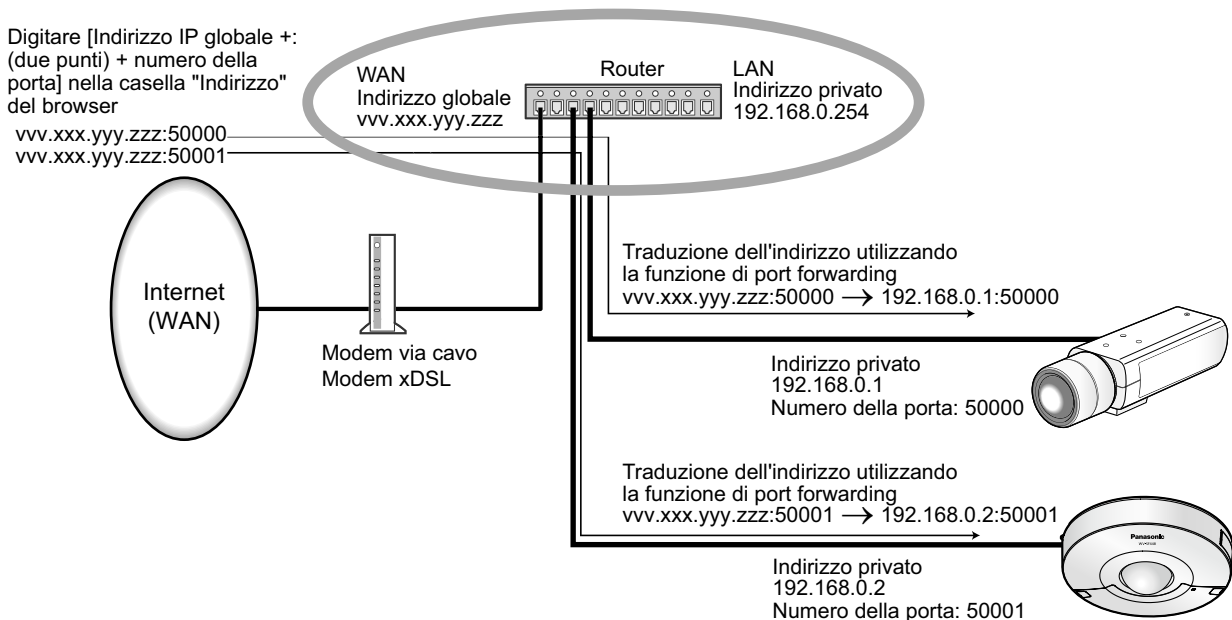 Digitare [Indirizzo IP globale +:
(due punti) + numero della
porta] nella casella "Indirizzo"
del browser
vvv.xxx.yyy.zzz:50000
vvv.xxx.yyy.zzz:50001
WAN
Indirizzo globale
vvv.xxx.yyy.zzz
Router
LAN
Indirizzo privato
192.168.0.254
Internet
(WAN)
Modem via cavo
Modem xDSL
Traduzione dell'indirizzo utilizzando
la funzione di port forwarding
vvv.xxx.yyy.zzz:50000 → 192.168.0.1:50000
Indirizzo privato
192.168.0.1
Numero della porta: 50000
Traduzione dell'indirizzo utilizzando
la funzione di port forwarding
vvv.xxx.yyy.zzz:50001 → 192.168.0.2:50001
Panasonic
Indirizzo privato
192.168.0.2
Numero della porta: 50001